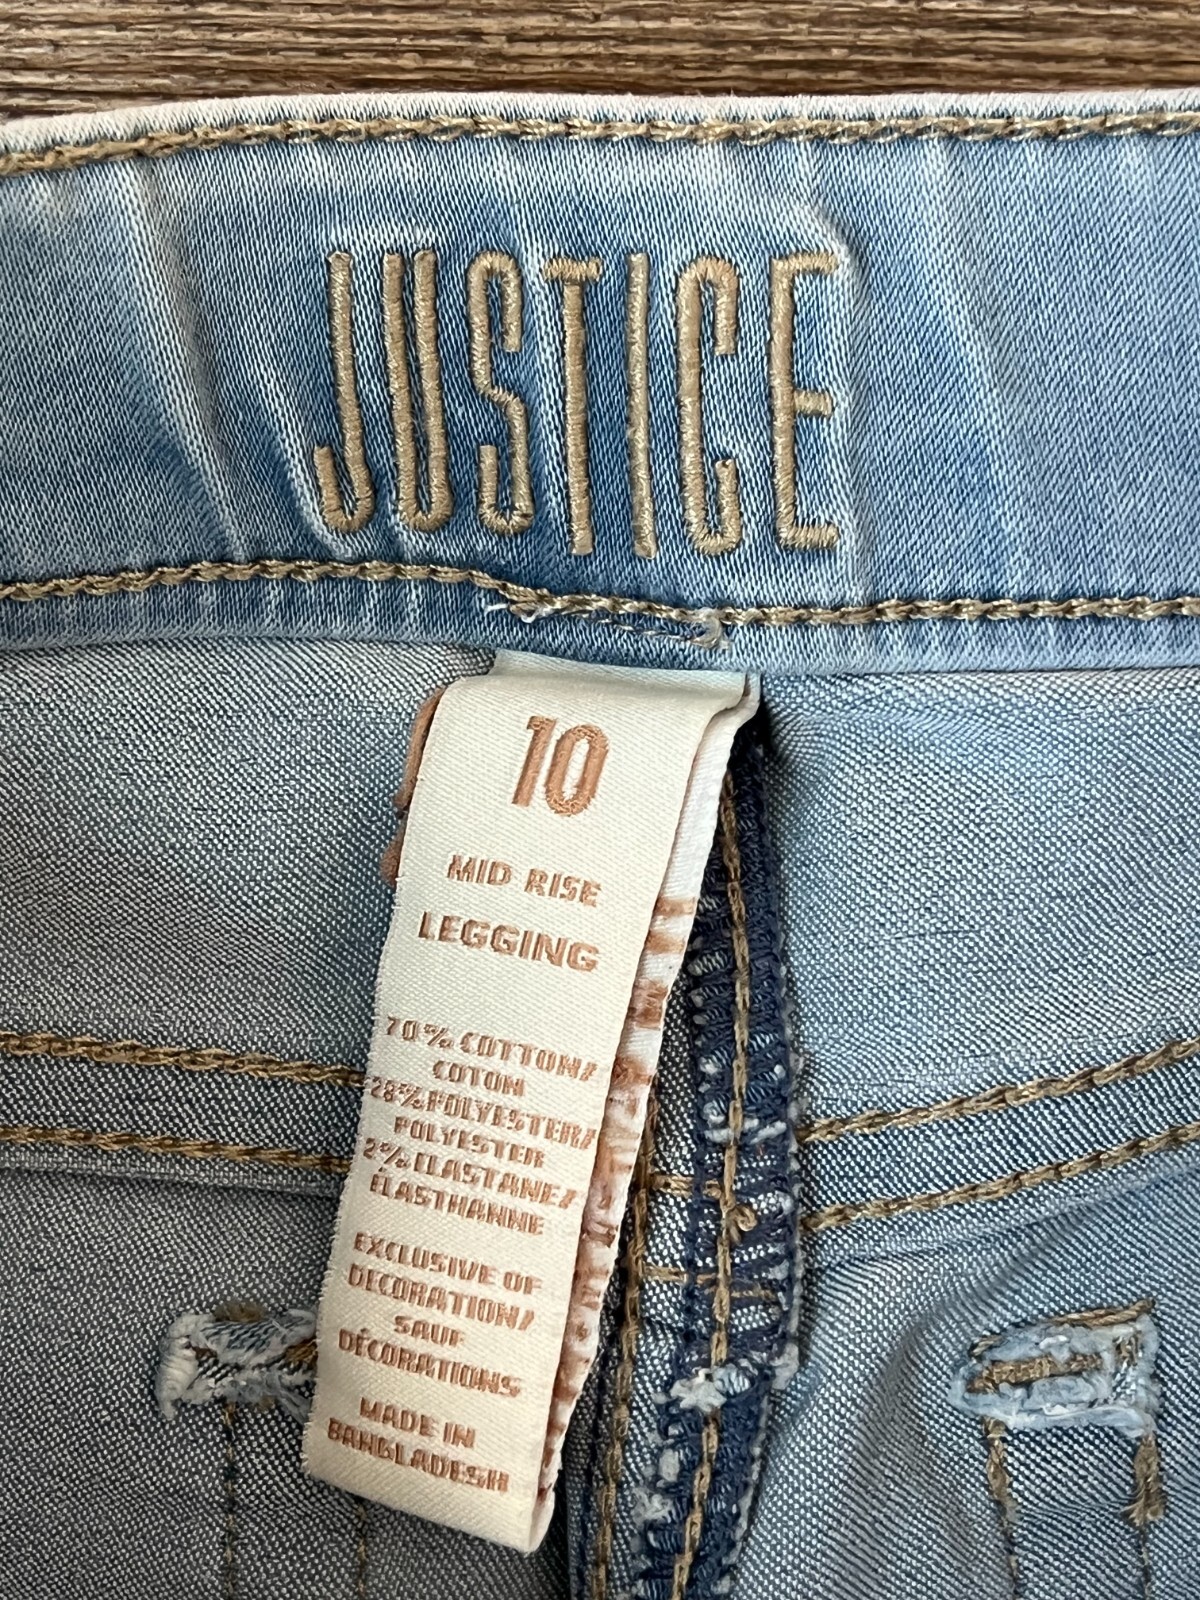 JUSTICE
10
MID RISE
LEGGING
70% COTTON/
COTON
28% POLYESTER/
POLYESTER
2% ELASTANE/
ELASTHANNE
EXCLUSIVE OF
DECORATION/
SAUF
DÉCORATIONS
MADE IN
BANGLADESH